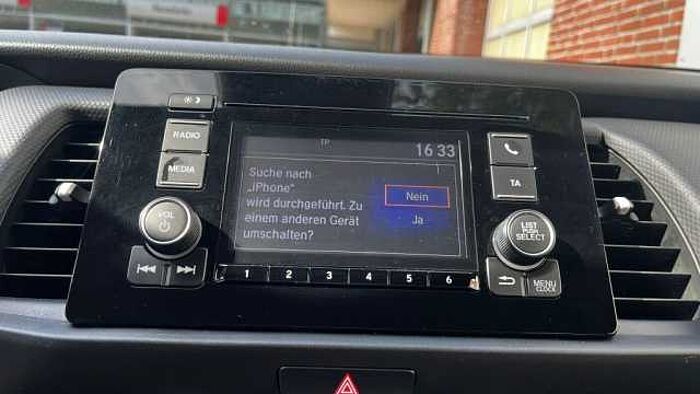 RADIO
MEDIA
VOL
TP
16 33
Suche nach
„iPhone"
wird durchgeführt. Zu
einem anderen Gerät
umschalten?
Nein
Ja
TA
LIST
PUSH
SELECT
MENU
CLOCK
1 2 3 4 5 6